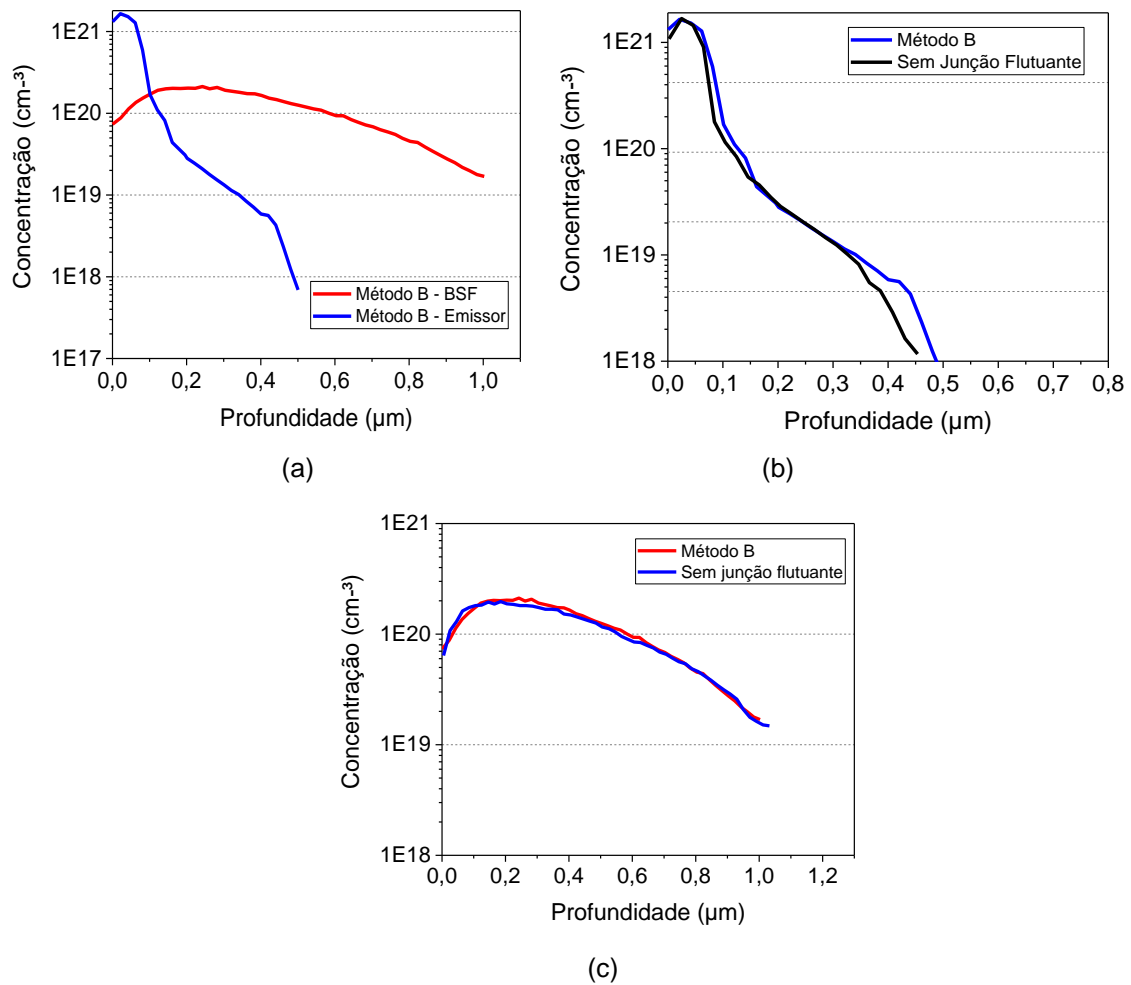 1E21
1E20
1E19
1E18
1E17
Concentração (cm-³)
Método B - BSF
Método B - Emissor
0,0 0,2 0,4 0,6 0,8 1,0
Profundidade (µm)
(a)
1E21
1E20
1E19
1E18
Concentração (cm-³)
Método B
Sem Junção Flutuante
0,0 0,1 0,2 0,3 0,4 0,5 0,6 0,7 0,8
Profundidade (µm)
(b)
1E21
1E20
1E19
1E18
Concentração (cm-³)
Método B
Sem junção flutuante
0,0 0,2 0,4 0,6 0,8 1,0 1,2
Profundidade (µm)
(c)